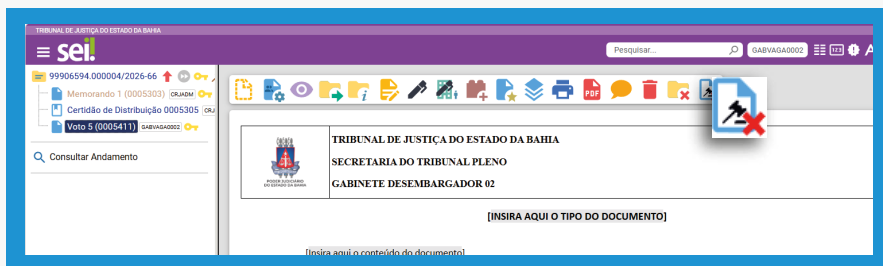 TRIBUNAL DE JUSTIÇA DO ESTADO DA BAHIA
sei!
Pesquisar...
GABVAGA0002
123
99906594.000004/2026-66
Memorando 1 (0005303) CRJADM
Certidão de Distribuição 0005305 CRJ
Voto 5 (0005411) GABVAGA0002
Consultar Andamento
PDF
PODER JUDICIÁRIO
DO ESTADO DA BAHIA
TRIBUNAL DE JUSTIÇA DO ESTADO DA BAHIA
SECRETARIA DO TRIBUNAL PLENO
GABINETE DESEMBARGADOR 02
[INSIRA AQUI O TIPO DO DOCUMENTO]
[Insira aqui o conteúdo do documento]